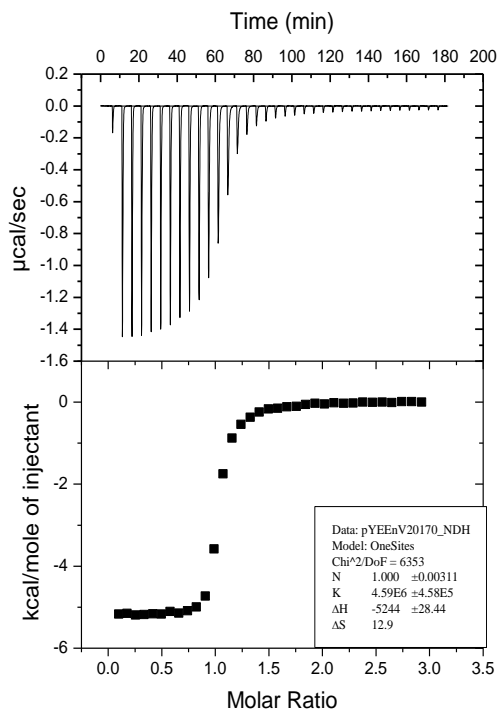 Time (min)
0 20 40 60 80 100 120 140 160 180 200
0.2
0.0
-0.2
-0.4
-0.6
-0.8
-1.0
-1.2
-1.4
-1.6
µcal/sec
0
-2
-4
-6
kcal/mole of injectant
Data: pYEEnV20170_NDH
Model: OneSites
Chi^2/DoF = 6353
N 1.000 ±0.00311
K 4.59E6 ±4.58E5
ΔH -5244 ±28.44
ΔS 12.9
0.0 0.5 1.0 1.5 2.0 2.5 3.0 3.5
Molar Ratio